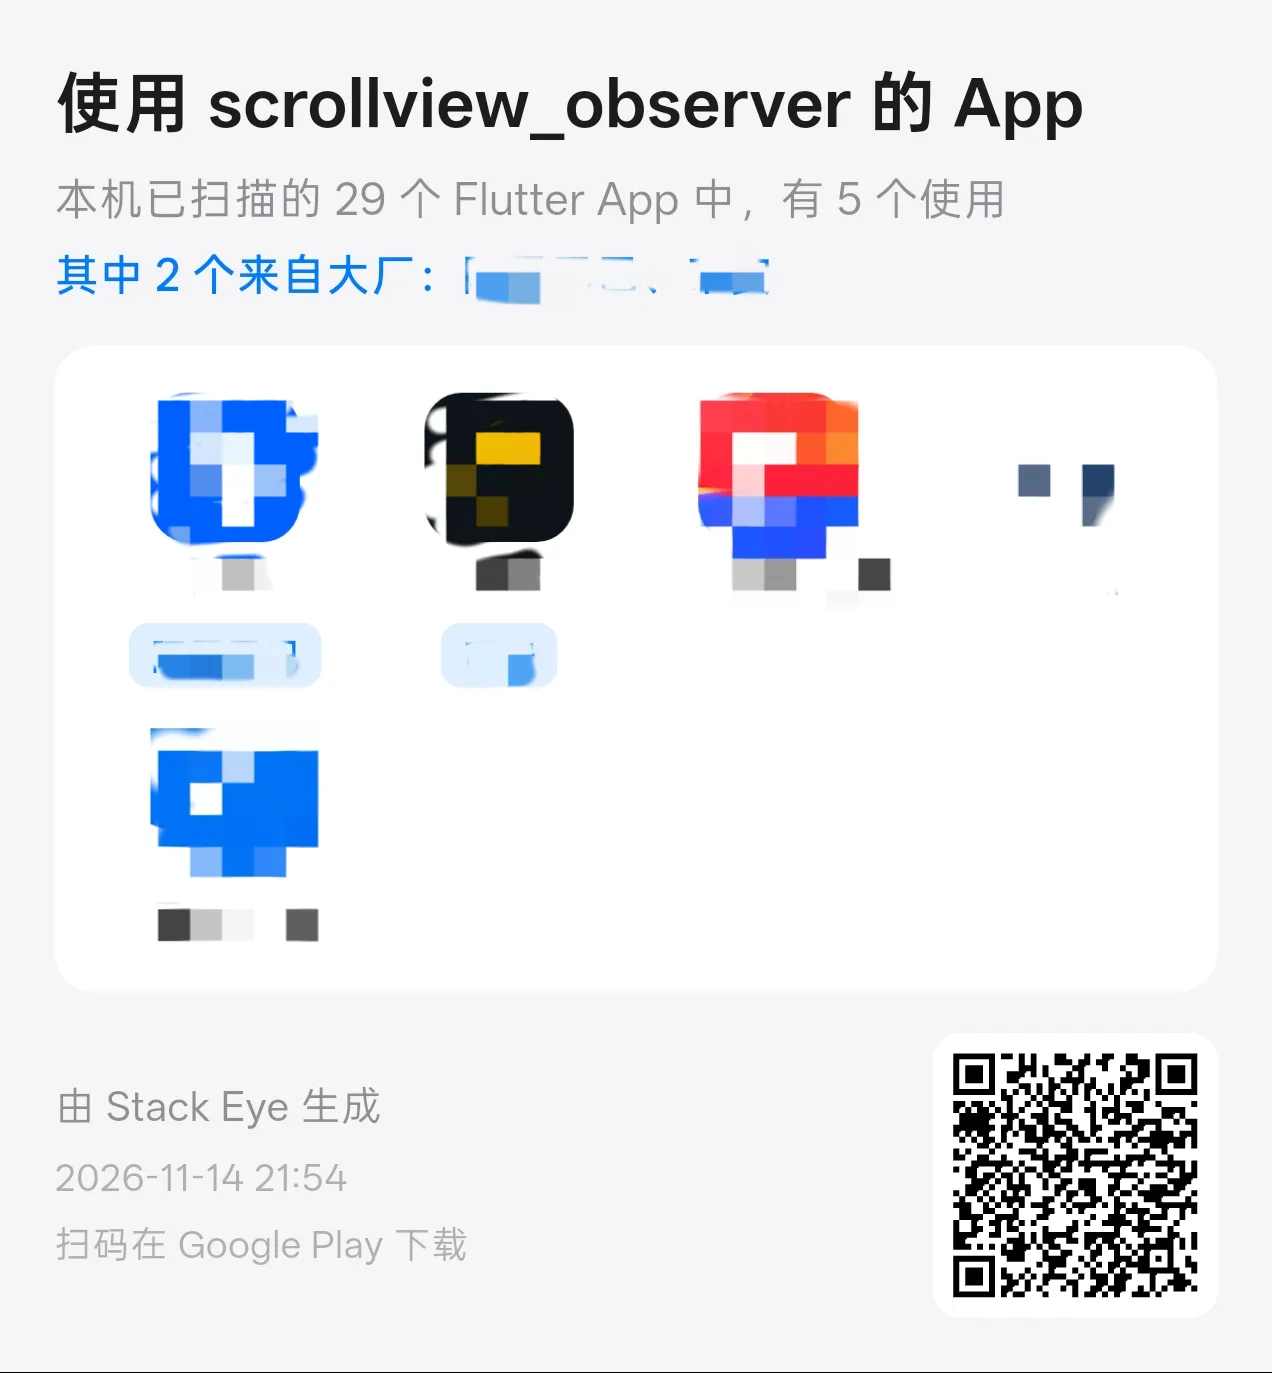 使用 scrollview_observer 的 App
本机已扫描的 29 个 Flutter App 中，有 5 个使用
其中 2 个来自大厂：
由 Stack Eye 生成
2026-11-14 21:54
扫码在 Google Play 下载